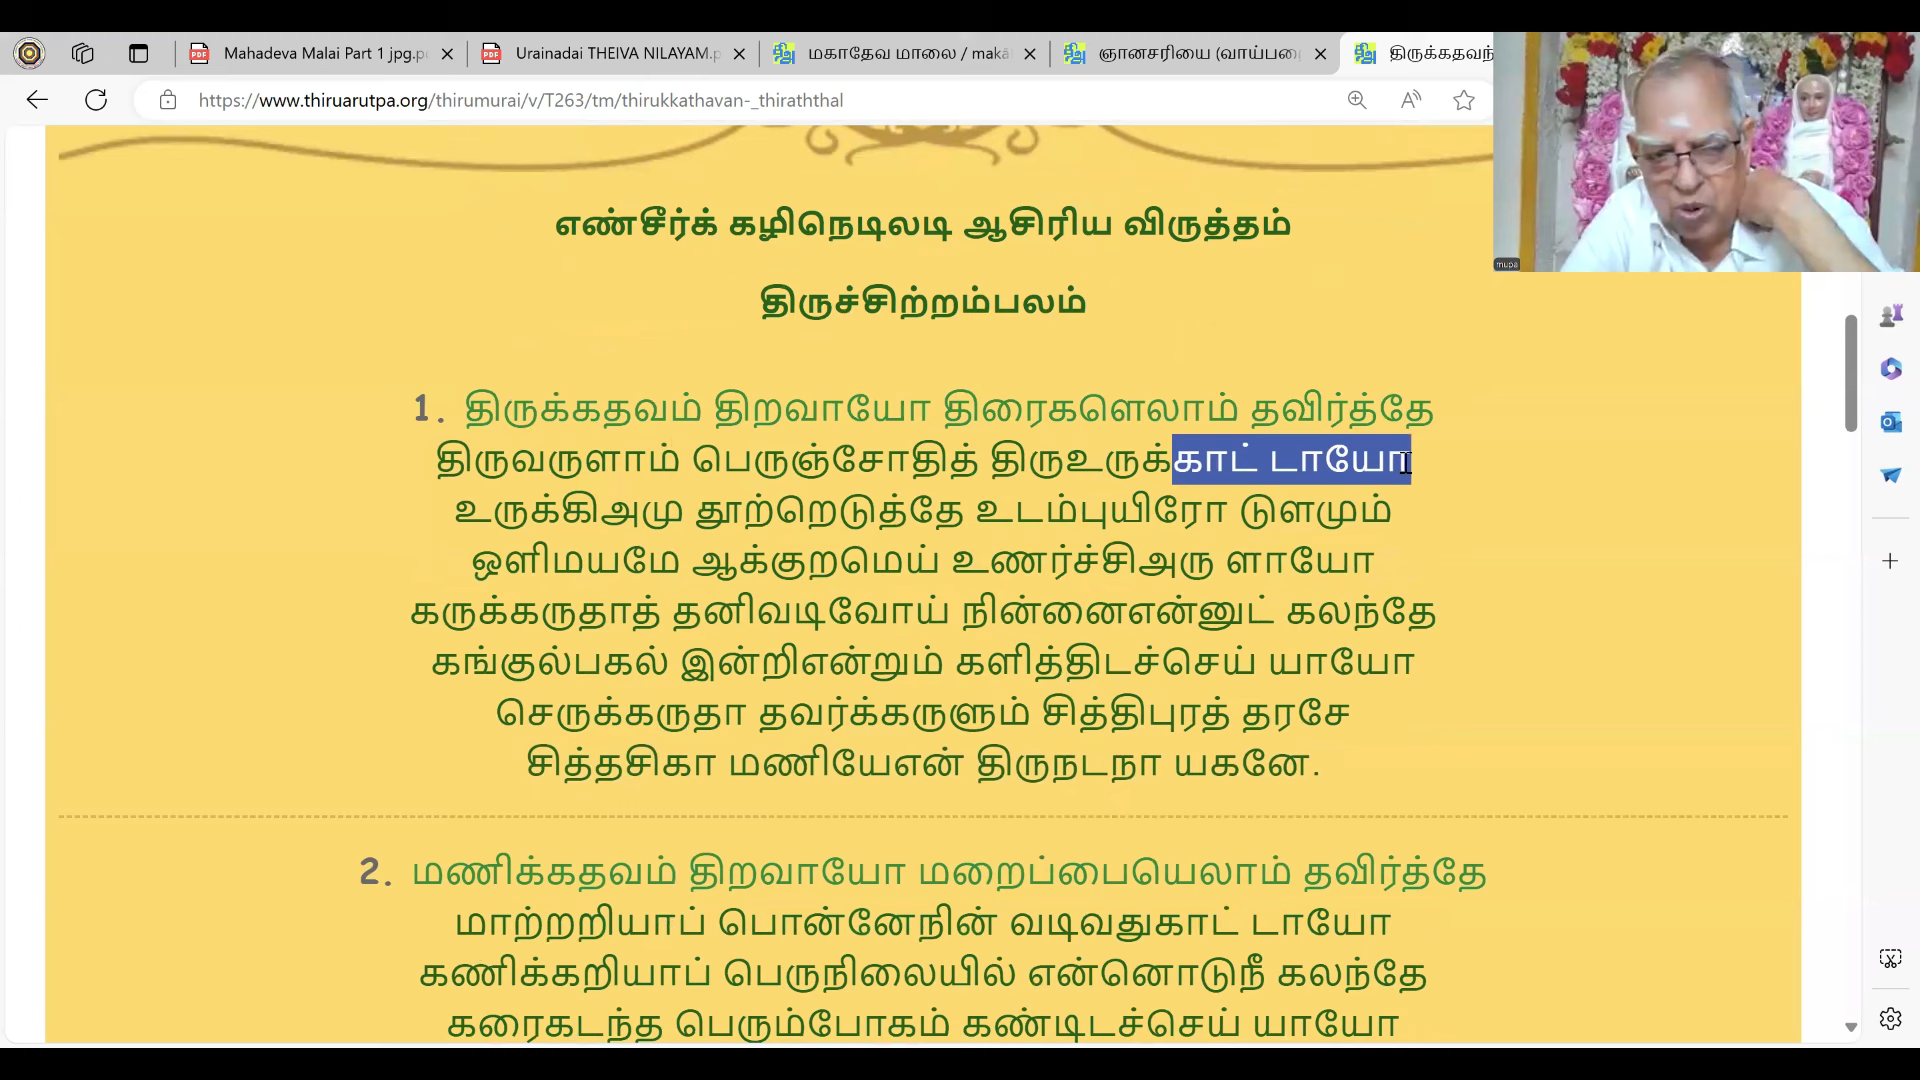 Mahadeva Malai Part 1 jpg.p
Urainadai THEIVA NILAYAM.p
மகாதேவ மாலை / makā
ஞானசரியை (வாய்பறை
திருக்கதவந்
https://www.thiruarutpa.org/thirumurai/v/T263/tm/thirukkathavan-_thiraththal
mupa
எண்சீர்க் கழிநெடிலடி ஆசிரிய விருத்தம்
திருச்சிற்றம்பலம்
1. திருக்கதவம் திறவாயோ திரைகளெலாம் தவிர்த்தே
திருவருளாம் பெருஞ்சோதித் திருஉருக்காட் டாயோ
உருக்கிஅமு தூற்றெடுத்தே உடம்புயிரோ டுளமும்
ஒளிமயமே ஆக்குறமெய் உணர்ச்சிஅரு ளாயோ
கருக்கருதாத் தனிவடிவோய் நின்னைஎன்னுட் கலந்தே
கங்குல்பகல் இன்றிஎன்றும் களித்திடச்செய் யாயோ
செருக்கருதா தவர்க்கருளும் சித்திபுரத் தரசே
சித்தசிகா மணியேஎன் திருநடநா யகனே.
2. மணிக்கதவம் திறவாயோ மறைப்பையெலாம் தவிர்த்தே
மாற்றறியாப் பொன்னேநின் வடிவதுகாட் டாயோ
கணிக்கறியாப் பெருநிலையில் என்னொடுநீ கலந்தே
கரைகடந்த பெரும்போகம் கண்டிடச்செய் யாயோ